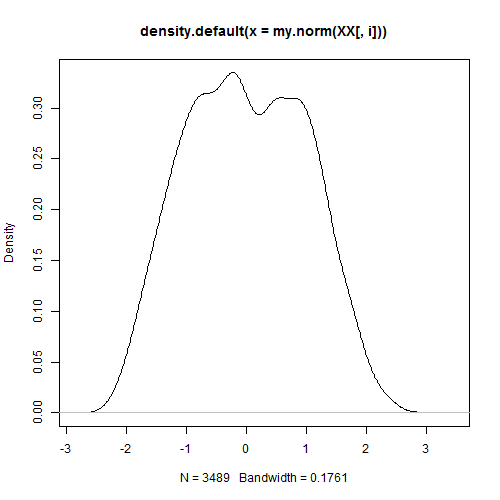 density.default(x = my.norm(XX[, i]))
Density
0.30
0.25
0.20
0.15
0.10
0.05
0.00
-3 -2 -1 0 1 2 3
N = 3489 Bandwidth = 0.1761